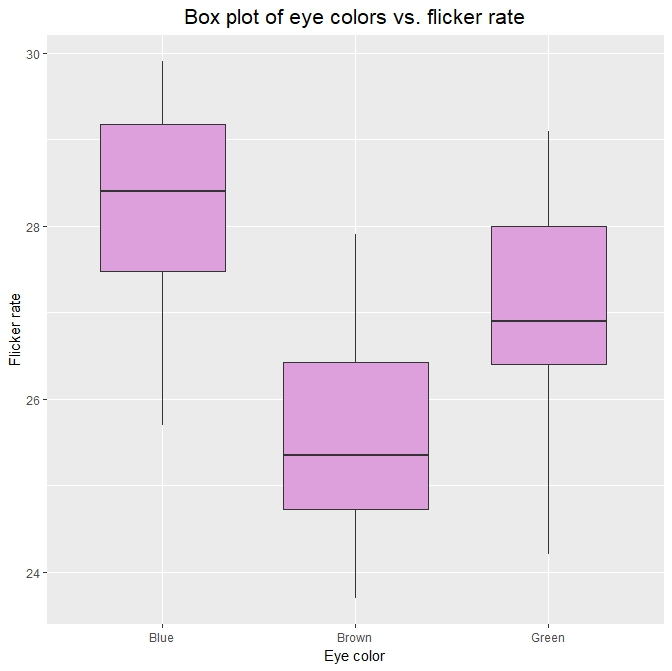 Box plot of eye colors vs. flicker rate
30
28
26
24
Flicker rate
Blue
Brown
Green
Eye color